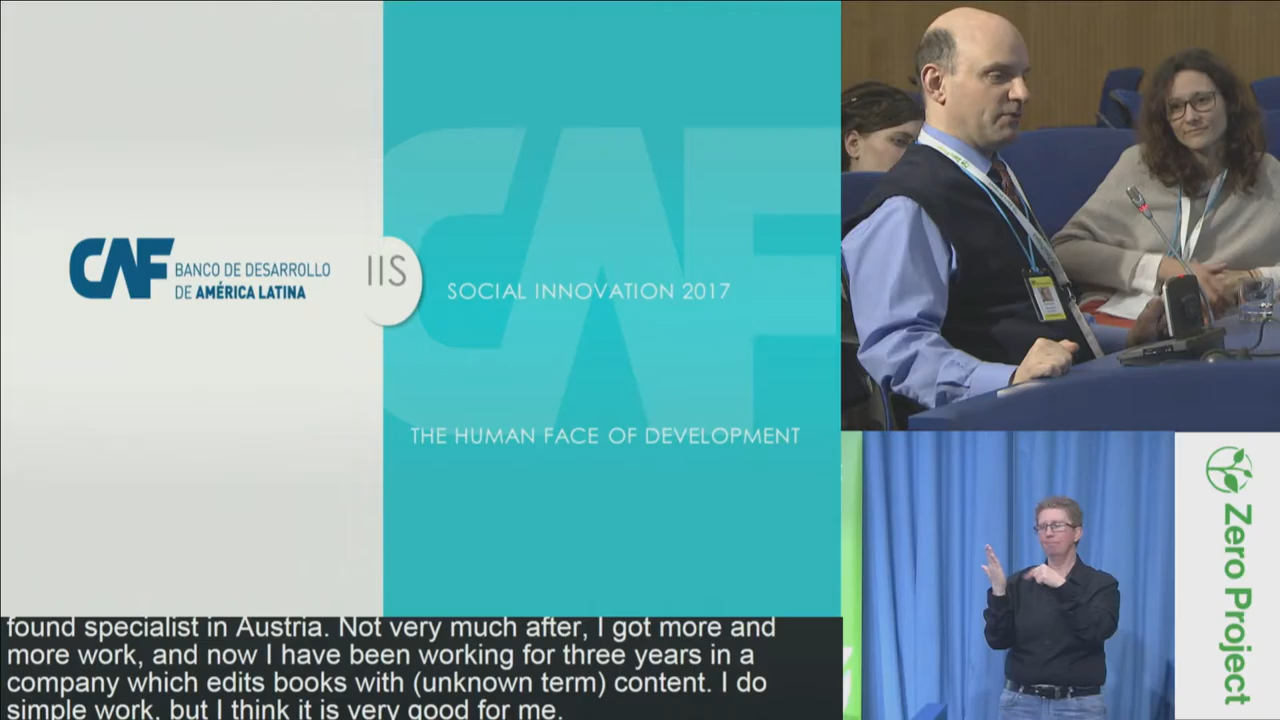 CAF
BANCO DE DESARROLLO
DE AMÉRICA LATINA
IIS
CAF
SOCIAL INNOVATION 2017
THE HUMAN FACE OF DEVELOPMENT
Zero Project
found specialist in Austria. Not very much after, I got more and
more work, and now I have been working for three years in a
company which edits books with (unknown term) content. I do
simple work, but I think it is very good for me.